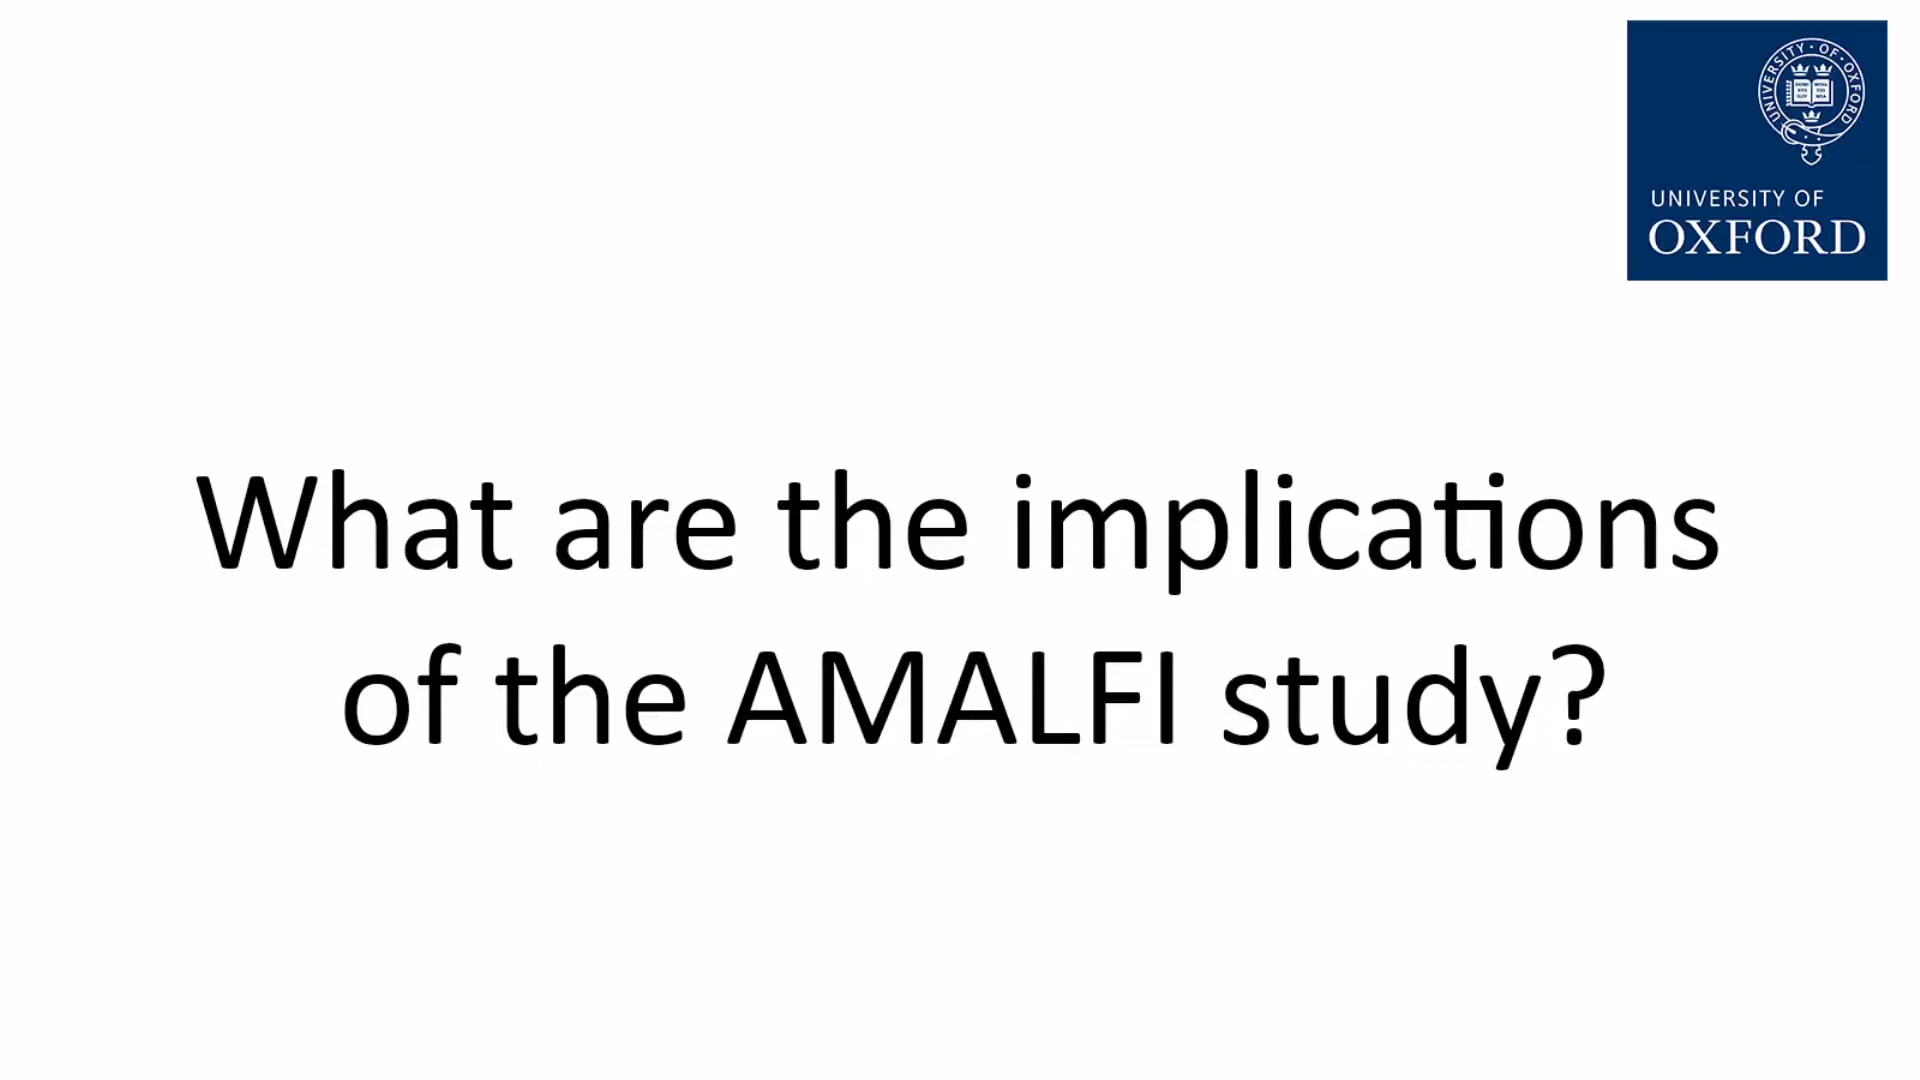 UNIVERSITY OF
OXFORD
What are the implications
of the AMALFI study?